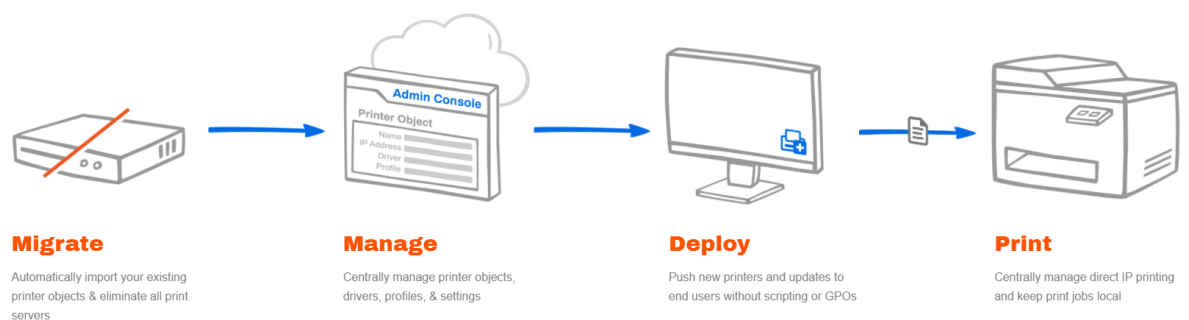 Admin Console
Printer Object
Name
IP Address
Driver
Profile
Migrate
Automatically import your existing
printer objects & eliminate all print
servers
Manage
Centrally manage printer objects,
drivers, profiles, & settings
Deploy
Push new printers and updates to
end users without scripting or GPOs
Print
Centrally manage direct IP printing
and keep print jobs local